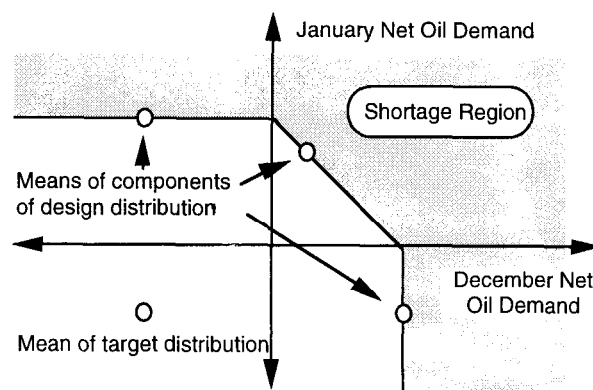 January Net Oil Demand
Shortage Region
Means of components
of design distribution
December Net
Oil Demand
Mean of target distribution